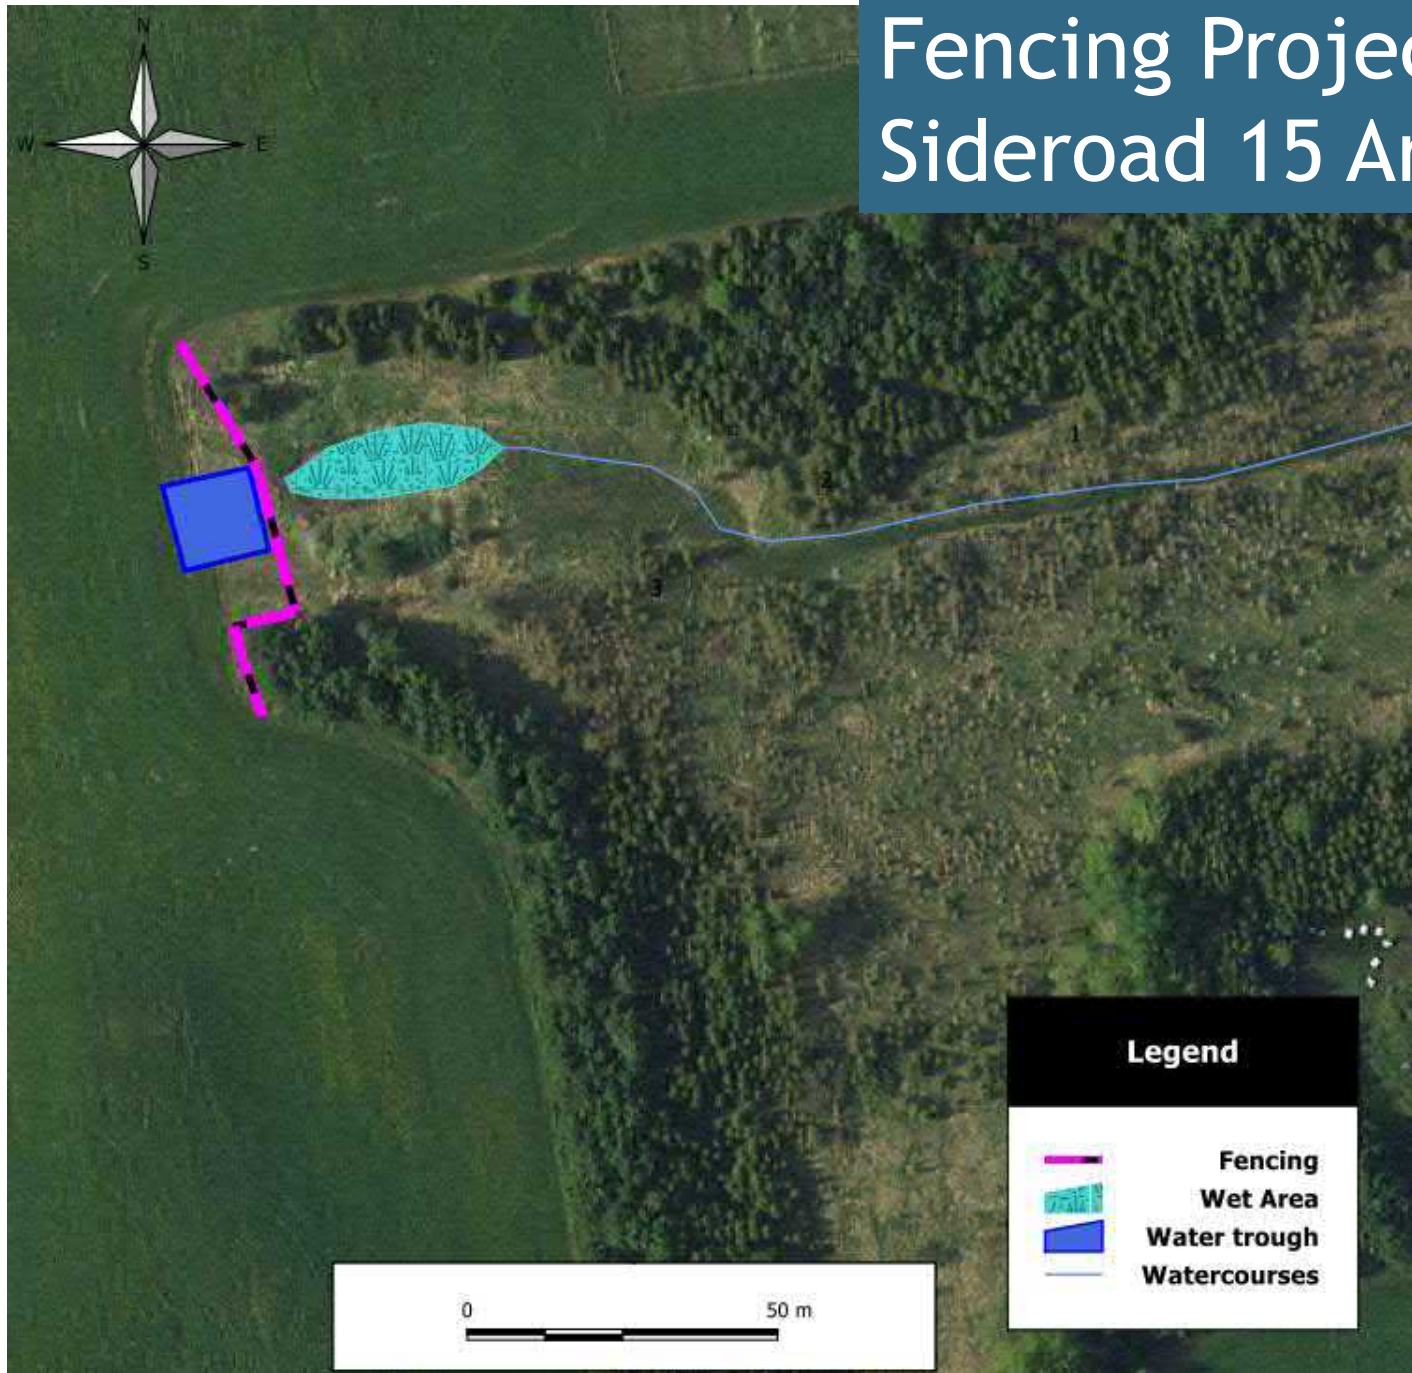 Fencing Projec
Sideroad 15 Ar
N
W
E
S
1
2
3
Legend
Fencing
Wet Area
Water trough
Watercourses
0 50 m